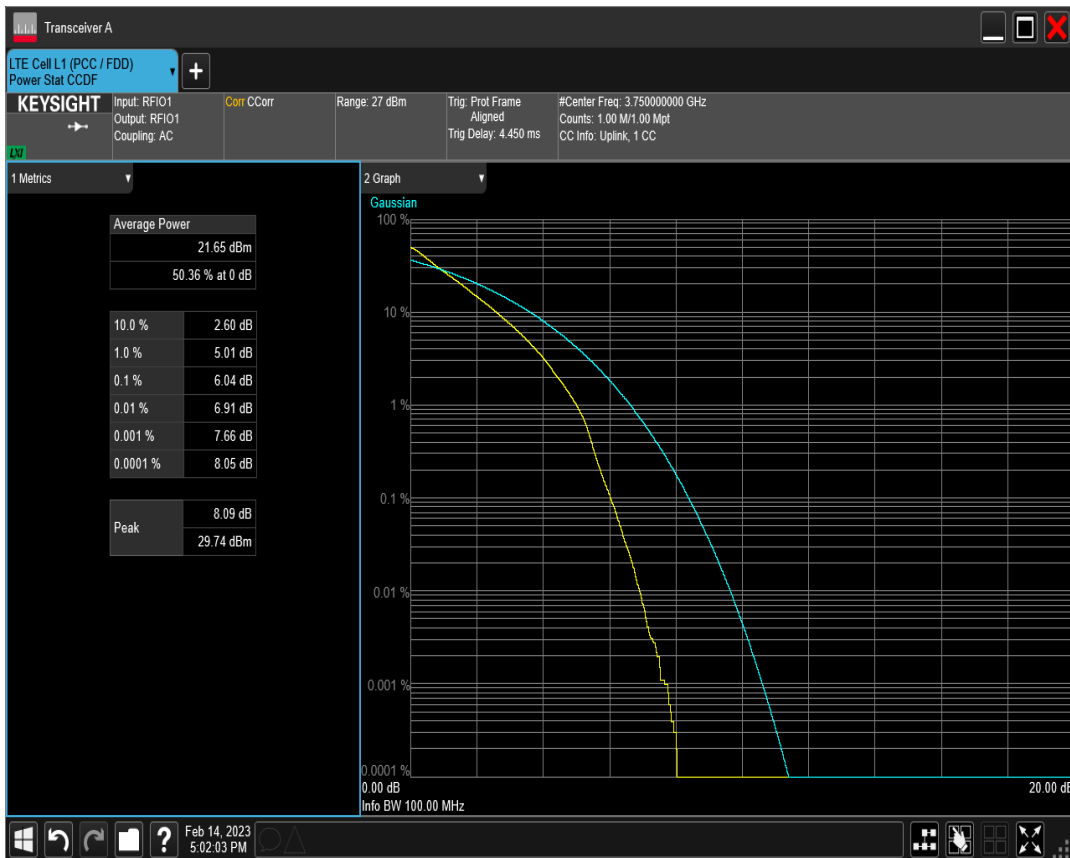 Transceiver A
LTE Cell L1 (PCC / FDD)
Power Stat CCDF
+
KEYSIGHT
LXI
Input: RFIO1
Output: RFIO1
Coupling: AC
Corr CCorr
Range: 27 dBm
Trig: Prot Frame
Aligned
Trig Delay: 4.450 ms
#Center Freq: 3.750000000 GHz
Counts: 1.00 M/1.00 Mpt
CC Info: Uplink, 1 CC
1 Metrics
Average Power
21.65 dBm
50.36 % at 0 dB
10.0 % 2.60 dB
1.0 % 5.01 dB
0.1 % 6.04 dB
0.01 % 6.91 dB
0.001 % 7.66 dB
0.0001 % 8.05 dB
Peak
8.09 dB
29.74 dBm
2 Graph
Gaussian
100 %
10 %
1 %
0.1 %
0.01 %
0.001 %
0.0001 %
0.00 dB
20.00 dB
Info BW 100.00 MHz
?
Feb 14, 2023
5:02:03 PM